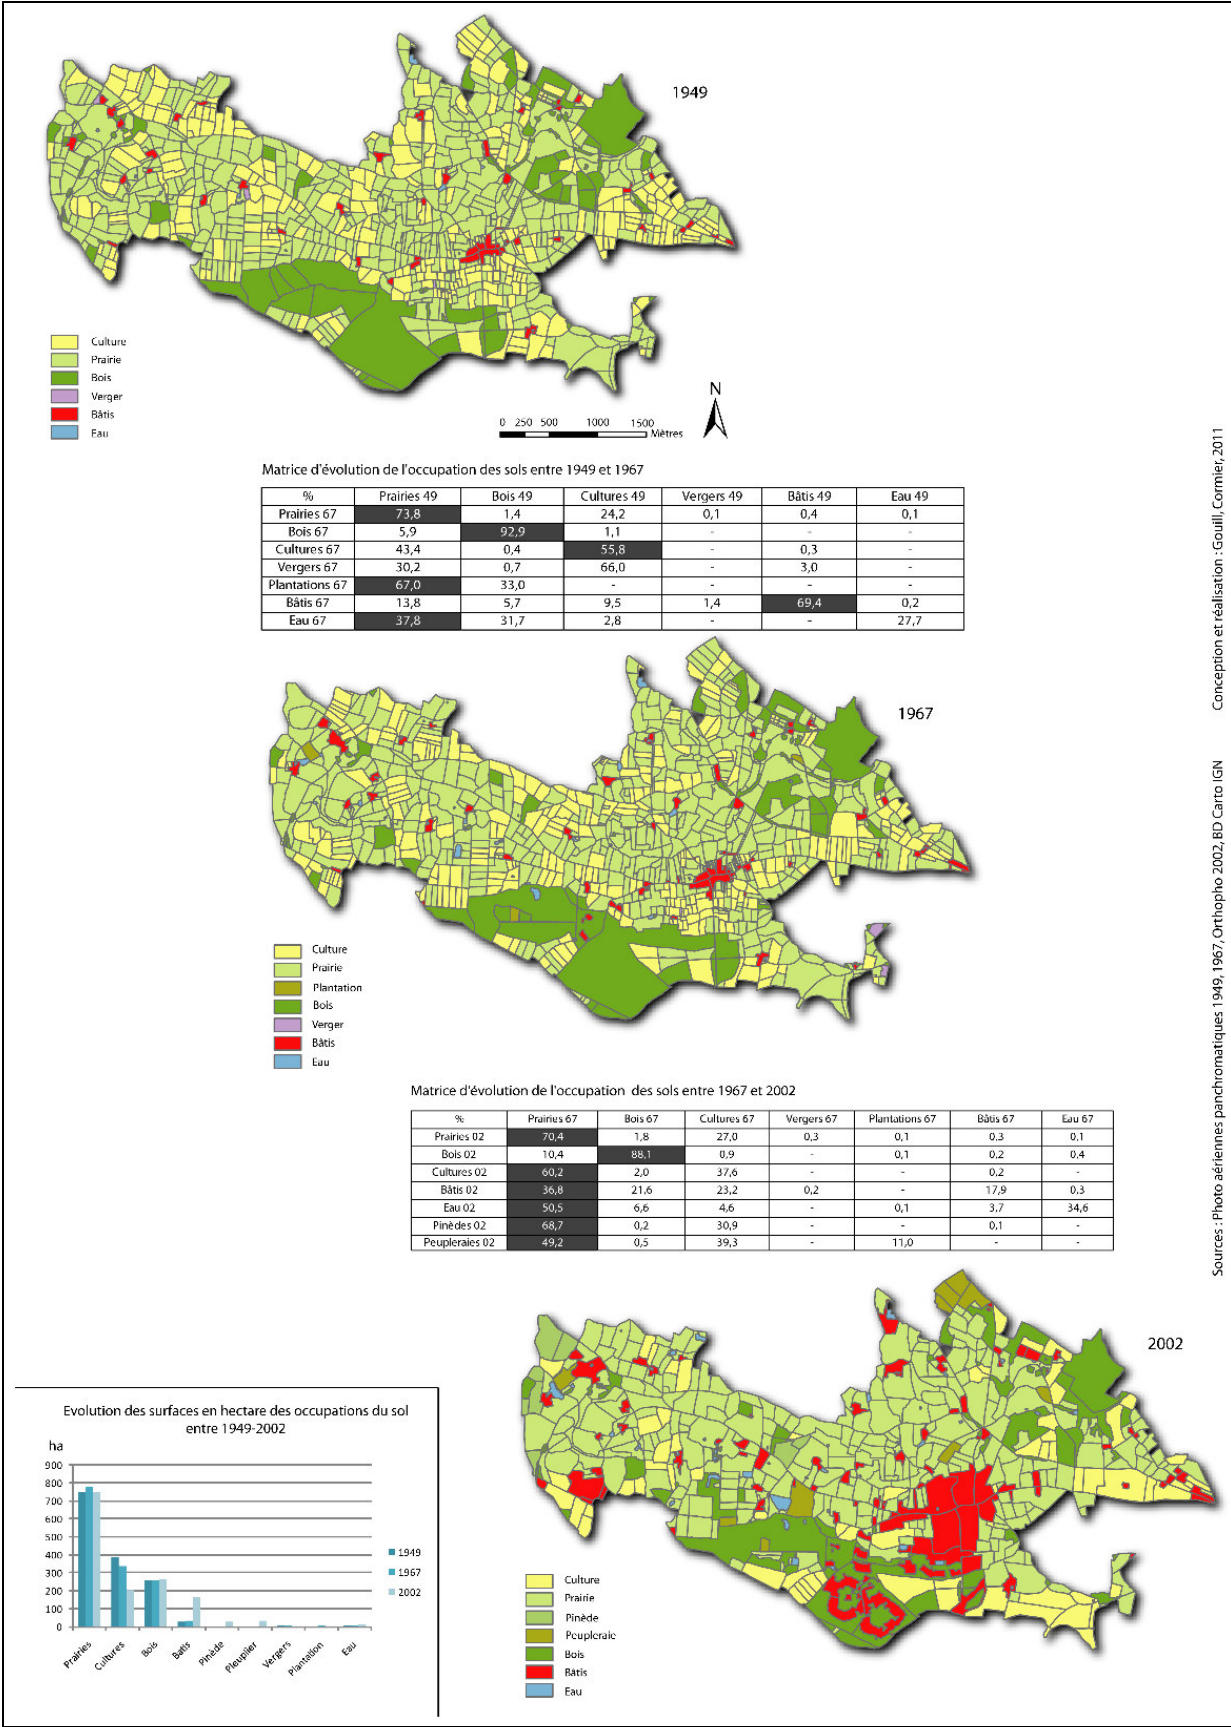 1949
Culture
Prairie
Bois
Verger
Bâtis
Eau
N
0 250 500 1000 1500
Mètres
Matrice d'évolution de l'occupation des sols entre 1949 et 1967
% Prairies 49 Bois 49 Cultures 49 Vergers 49 Bâtis 49 Eau 49
Prairies 67 73,8 1,4 24,2 0,1 0,4 0,1
Bois 67 5,9 92,9 1,1 - - -
Cultures 67 43,4 0,4 55,8 - 0,3 -
Vergers 67 30,2 0,7 66,0 - 3,0
Plantations 67 67,0 33,0 - - - -
Bâtis 67 13,8 5,7 9,5 1,4 69,4 0,2
Eau 67 37,8 31,7 2,8 - - 27,7
1967
Culture
Prairie
Plantation
Bois
Verger
Bâtis
Eau
Matrice d'évolution de l'occupation des sols entre 1967 et 2002
% Prairies 67 Bois 67 Cultures 67 Vergers 67 Plantations 67 Bâtis 67 Eau 67
Prairies 02 70,4 1,8 27,0 0,3 0,1 0,3 0,1
Bois 02 10,4 88,1 0,9 - 0,1 0,2 0,4
Cultures 02 60,2 2,0 37,6 - - 0,2 -
Bâtis 02 36,8 21,6 23,2 0,2 - 17,9 0,3
Eau 02 50,5 6,6 4,6 - 0,1 3,7 34,6
Pinèdes 02 68,7 0,2 30,9 - - 0,1 -
Peupleraies 02 49,2 0,5 39,3 - 11,0 - -
2002
Culture
Prairie
Pinède
Peupleraie
Bois
Bâtis
Eau
Evolution des surfaces en hectare des occupations du sol
entre 1949-2002
ha
900
800
700
600
500
400
300
200
100
0
Prairies
Cultures
Bois
Batis
Pinède
Pleuplier
Vergers
Plantation
Eau
1949
1967
2002
Sources : Photo aériennes panchromatiques 1949, 1967, Orthopho 2002, BD Carto IGN
Conception et réalisation : Gouill, Cormier, 2011